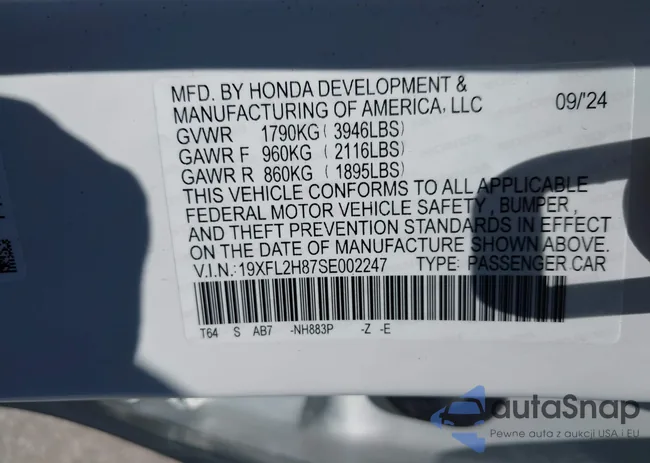 MFD. BY HONDA DEVELOPMENT &
MANUFACTURING OF AMERICA, LLC 09/'24
GVWR 1790KG (3946LBS)
GAWR F 960KG (2116LBS)
GAWR R 860KG (1895LBS)
THIS VEHICLE CONFORMS TO ALL APPLICABLE
FEDERAL MOTOR VEHICLE SAFETY, BUMPER,
AND THEFT PREVENTION STANDARDS IN EFFECT
ON THE DATE OF MANUFACTURE SHOWN ABOVE.
V.I.N.:19XFL2H87SE002247 TYPE: PASSENGER CAR
T64 S AB7 -NH883P -Z -E
autaSnap
Pewne auta z aukcji USA i EU